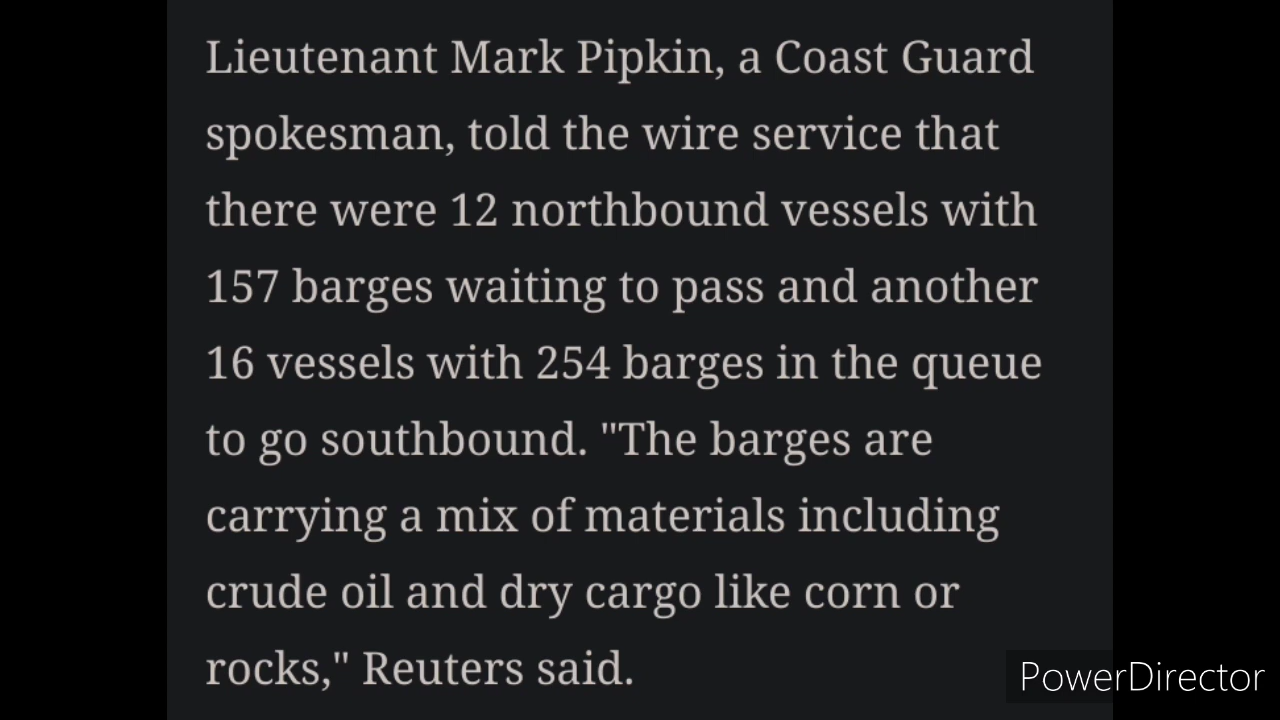 Lieutenant Mark Pipkin, a Coast Guard
spokesman, told the wire service that
there were 12 northbound vessels with
157 barges waiting to pass and another
16 vessels with 254 barges in the queue
to go southbound. "The barges are
carrying a mix of materials including
crude oil and dry cargo like corn or
rocks," Reuters said.
PowerDirector